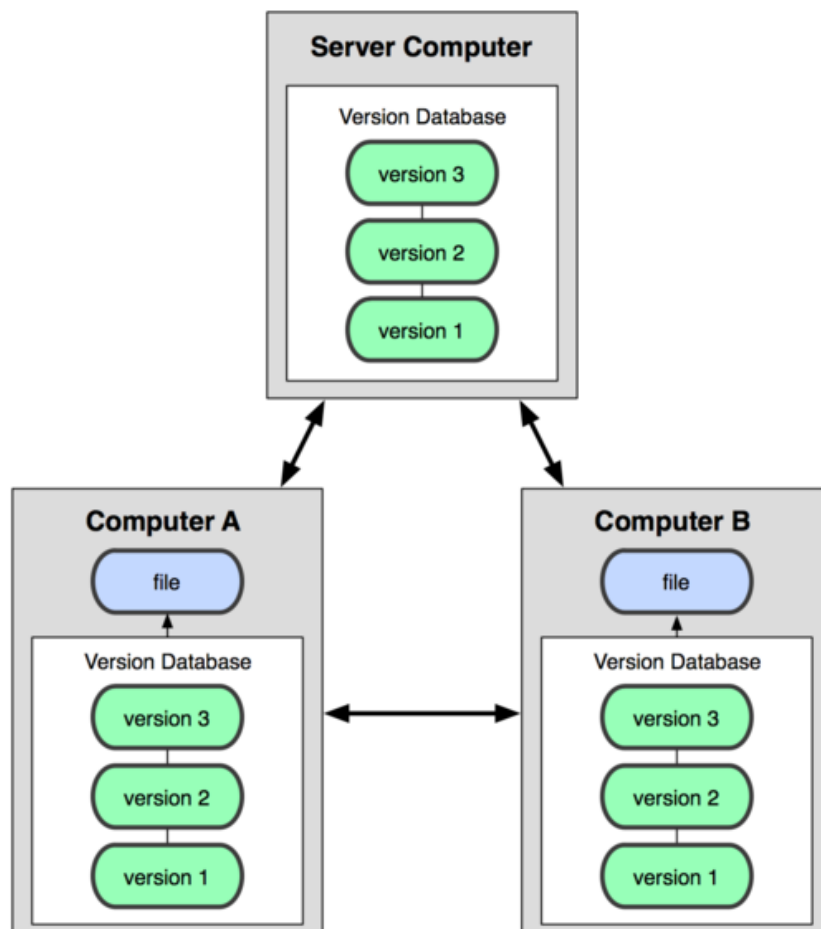 Server Computer
Version Database
version 3
version 2
version 1
Computer A
file
Version Database
version 3
version 2
version 1
Computer B
file
Version Database
version 3
version 2
version 1